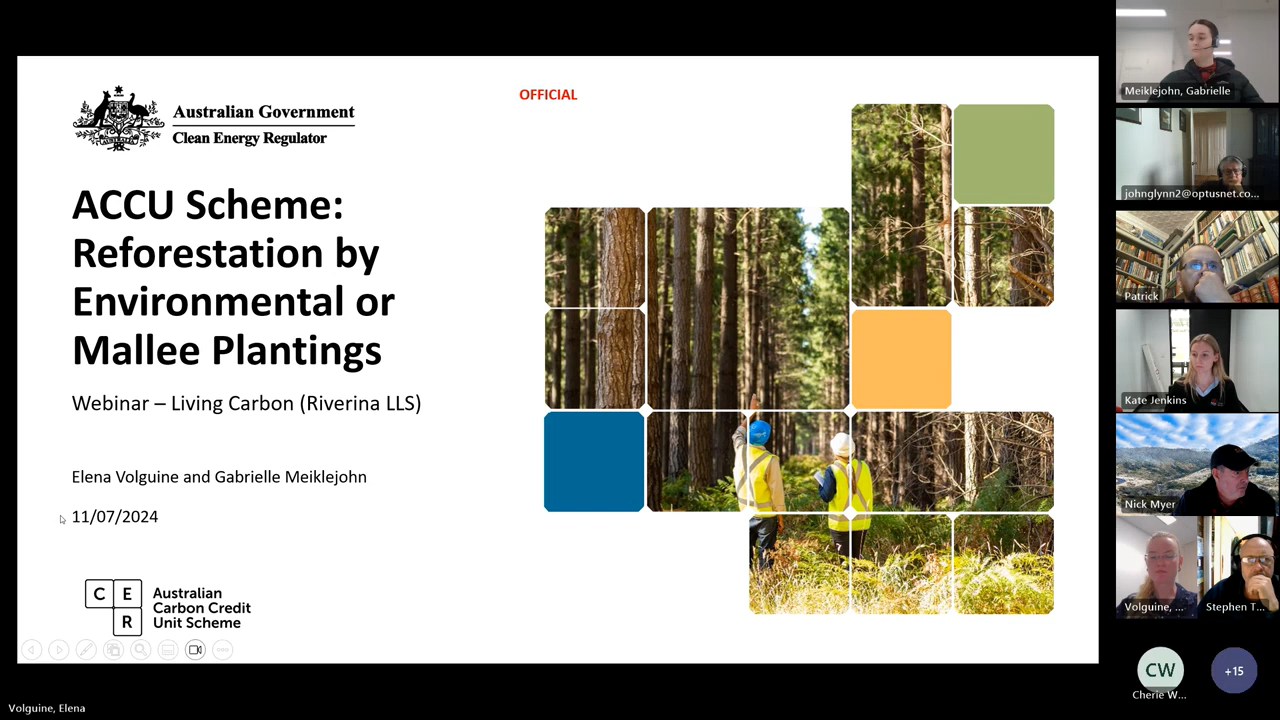 OFFICIAL
Australian Government
Clean Energy Regulator
ACCU Scheme:
Reforestation by
Environmental or
Mallee Plantings
Webinar – Living Carbon (Riverina LLS)
Elena Volguine and Gabrielle Meiklejohn
11/07/2024
C E
R
Australian
Carbon Credit
Unit Scheme
Meiklejohn, Gabrielle
johnglynn2@optusnet.co...
Patrick
Kate Jenkins
Nick Myer
Volguine, ...
Stephen T...
CW
Cherie W...
+15
Volguine, Elena